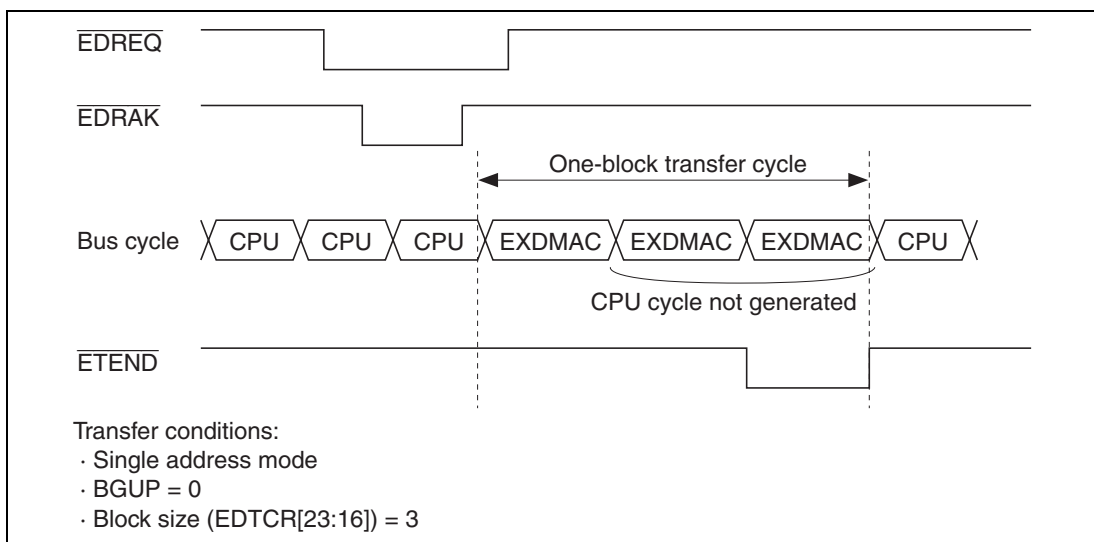 EDREQ
EDRAK
One-block transfer cycle
Bus cycle CPU CPU CPU EXDMAC EXDMAC EXDMAC CPU
CPU cycle not generated
ETEND
Transfer conditions:
· Single address mode
· BGUP = 0
· Block size (EDTCR[23:16]) = 3